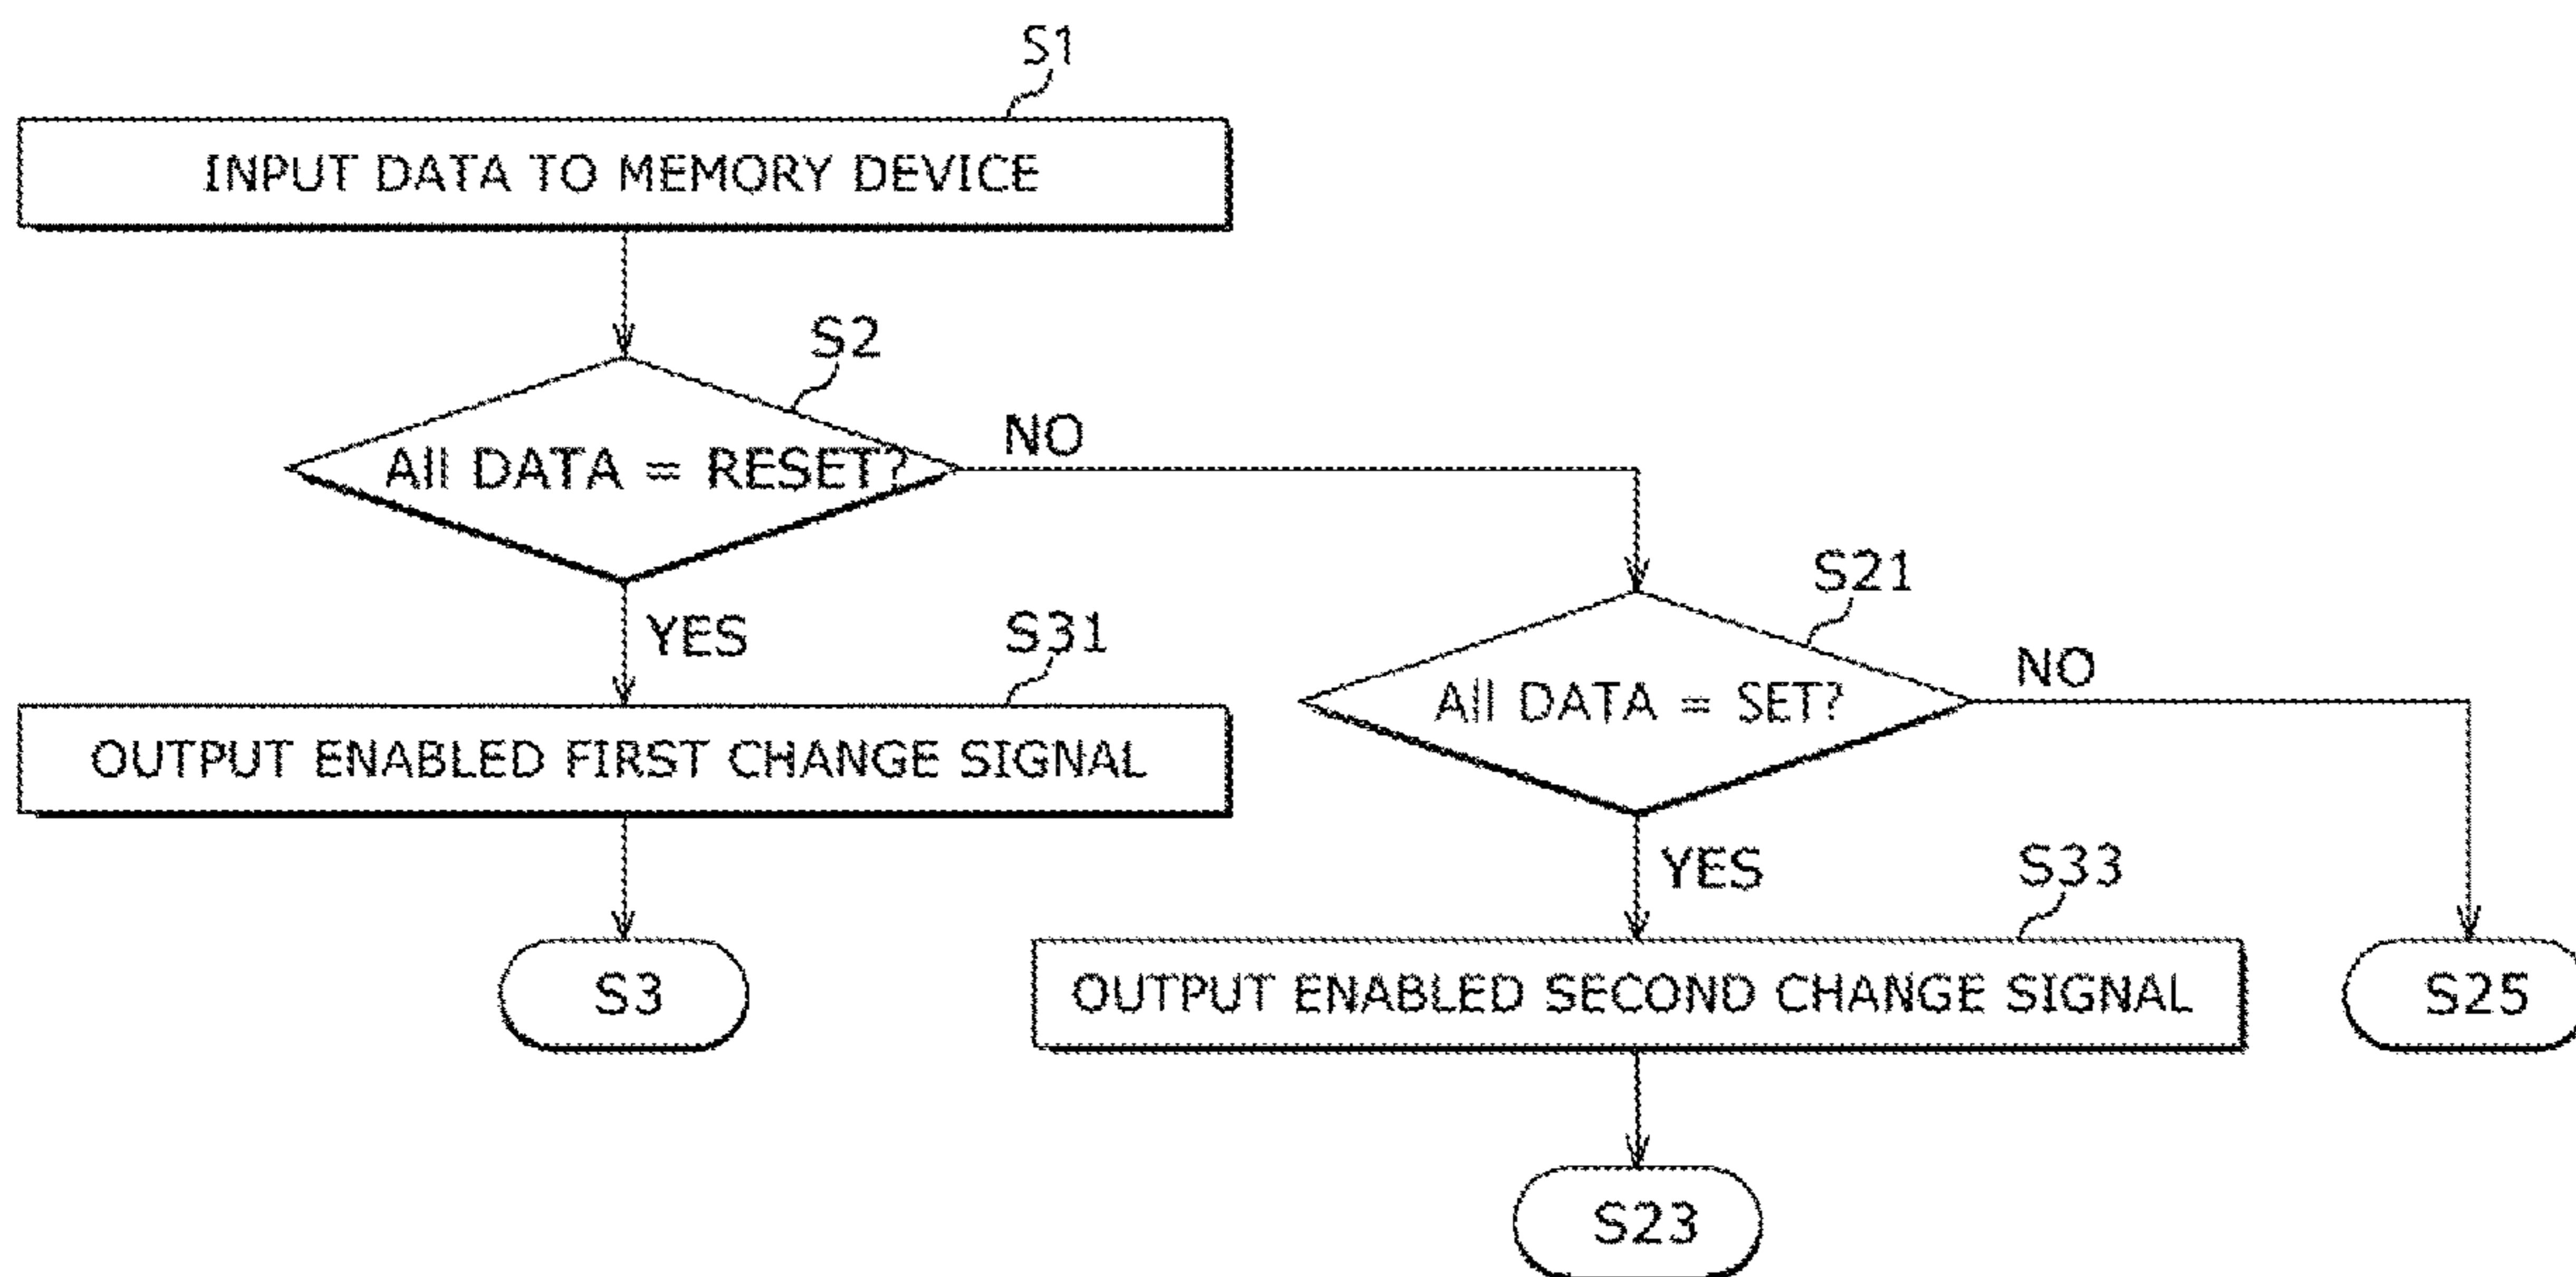 S1
INPUT DATA TO MEMORY DEVICE
S2
All DATA = RESET?
NO
YES
S21
All DATA = SET?
NO
S31
OUTPUT ENABLED FIRST CHANGE SIGNAL
YES
S33
OUTPUT ENABLED SECOND CHANGE SIGNAL
S3
S25
S23